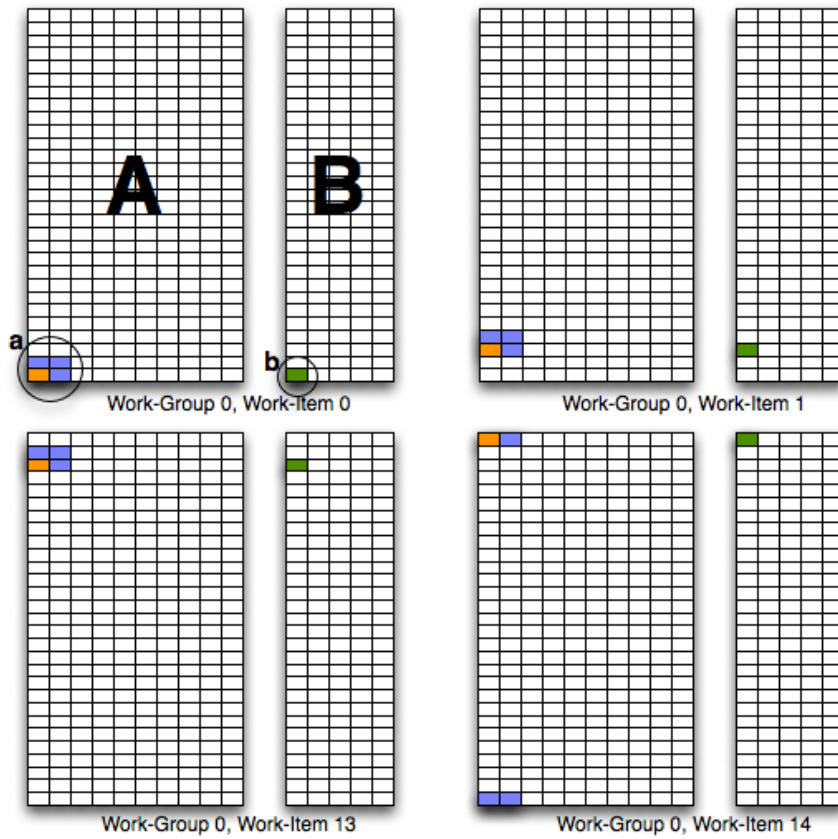 A
B
a
b
Work-Group 0, Work-Item 0
Work-Group 0, Work-Item 1
Work-Group 0, Work-Item 13
Work-Group 0, Work-Item 14